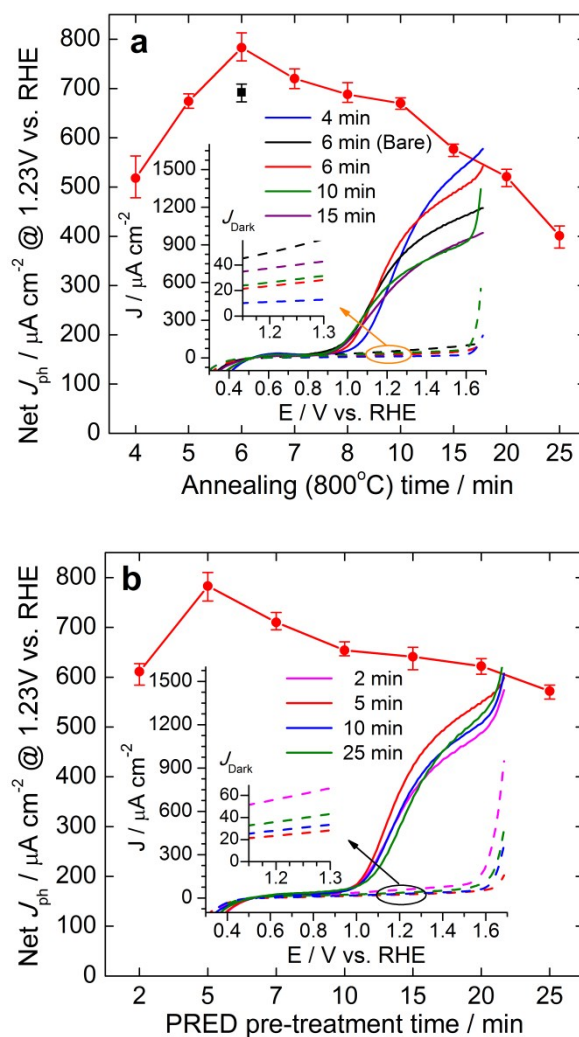 a
Net Jph / μA cm-2 @ 1.23V vs. RHE
800
700
600
500
400
300
200
100
0
4 min
6 min (Bare)
6 min
10 min
15 min
J / μA cm-2
1500
1200
900
600
300
0
JDark
40
20
0
1.2 1.3
0.4 0.6 0.8 1.0 1.2 1.4 1.6
E / V vs. RHE
4 5 6 7 8 10 15 20 25
Annealing (800oC) time / min
b
Net Jph / μA cm-2 @ 1.23V vs. RHE
800
700
600
500
400
300
200
100
0
2 min
5 min
10 min
25 min
J / μA cm-2
1500
1200
900
600
300
0
JDark
60
40
20
0
1.2 1.3
0.4 0.6 0.8 1.0 1.2 1.4 1.6
E / V vs. RHE
2 5 7 10 15 20 25
PRED pre-treatment time / min